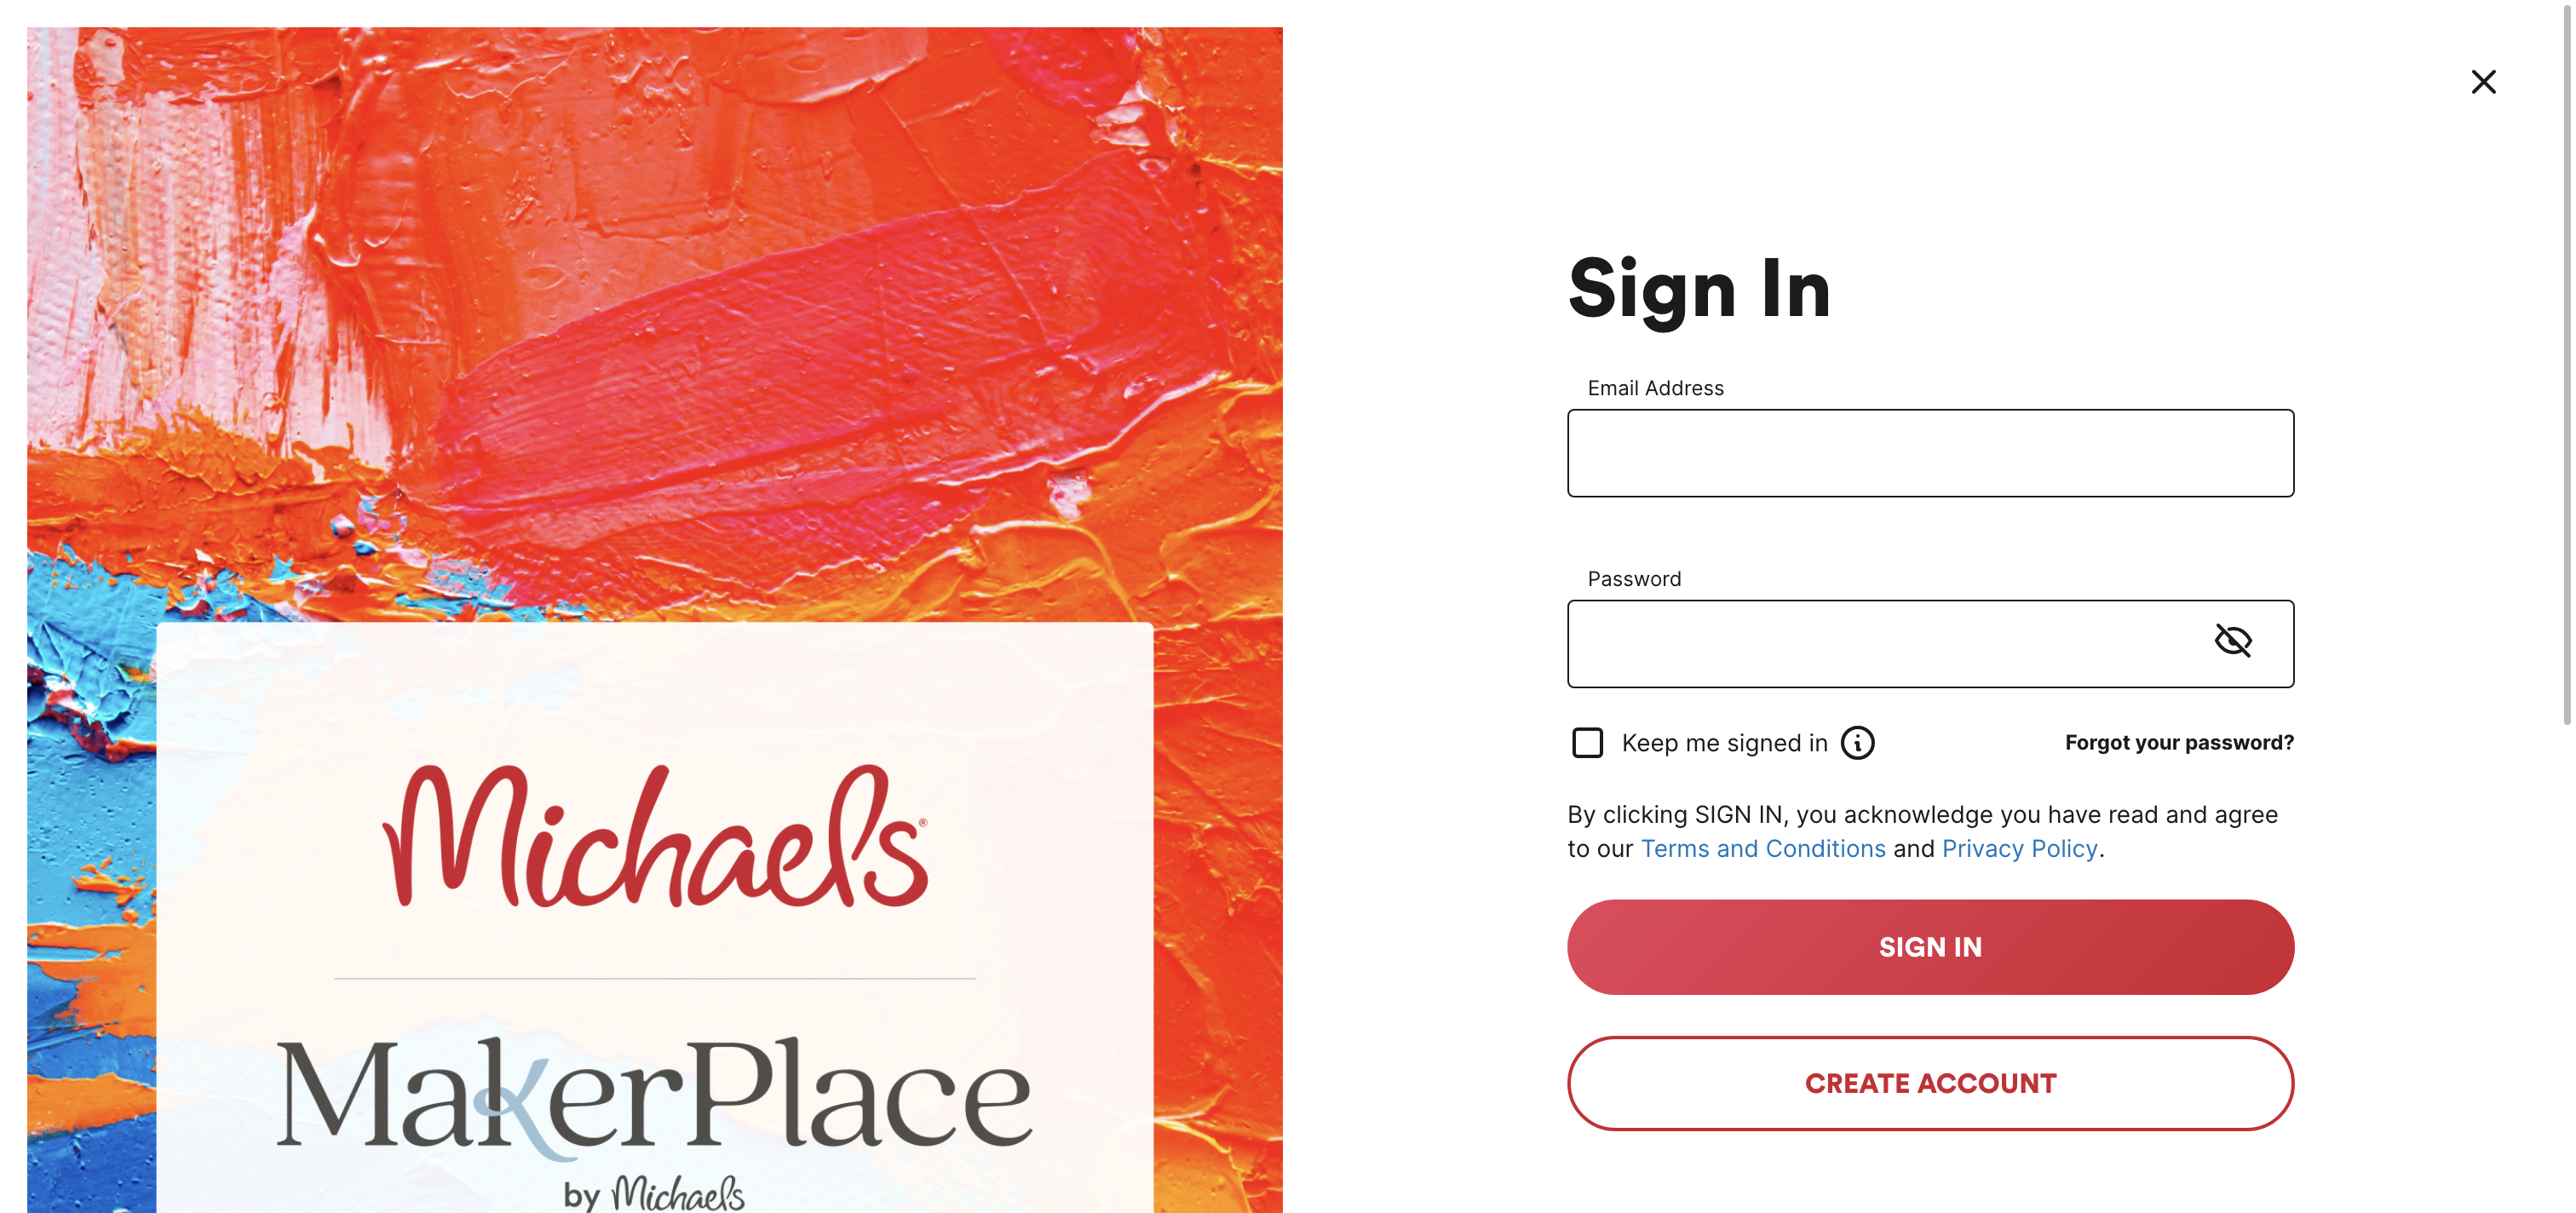 Michaels®
MakerPlace
by Michaels
Sign In
Email Address
Password
Keep me signed in
Forgot your password?
By clicking SIGN IN, you acknowledge you have read and agree
to our Terms and Conditions and Privacy Policy.
SIGN IN
CREATE ACCOUNT